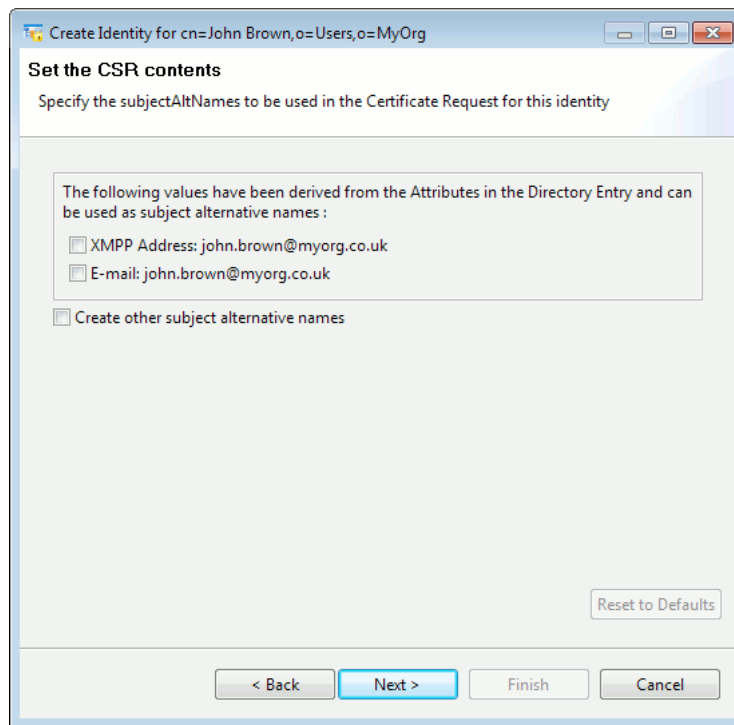 Create Identity for cn=John Brown,o=Users,o=MyOrg
Set the CSR contents
Specify the subjectAltNames to be used in the Certificate Request for this identity
The following values have been derived from the Attributes in the Directory Entry and can
be used as subject alternative names :
XMPP Address: john.brown@myorg.co.uk
E-mail: john.brown@myorg.co.uk
Create other subject alternative names
Reset to Defaults
< Back Next > Finish Cancel